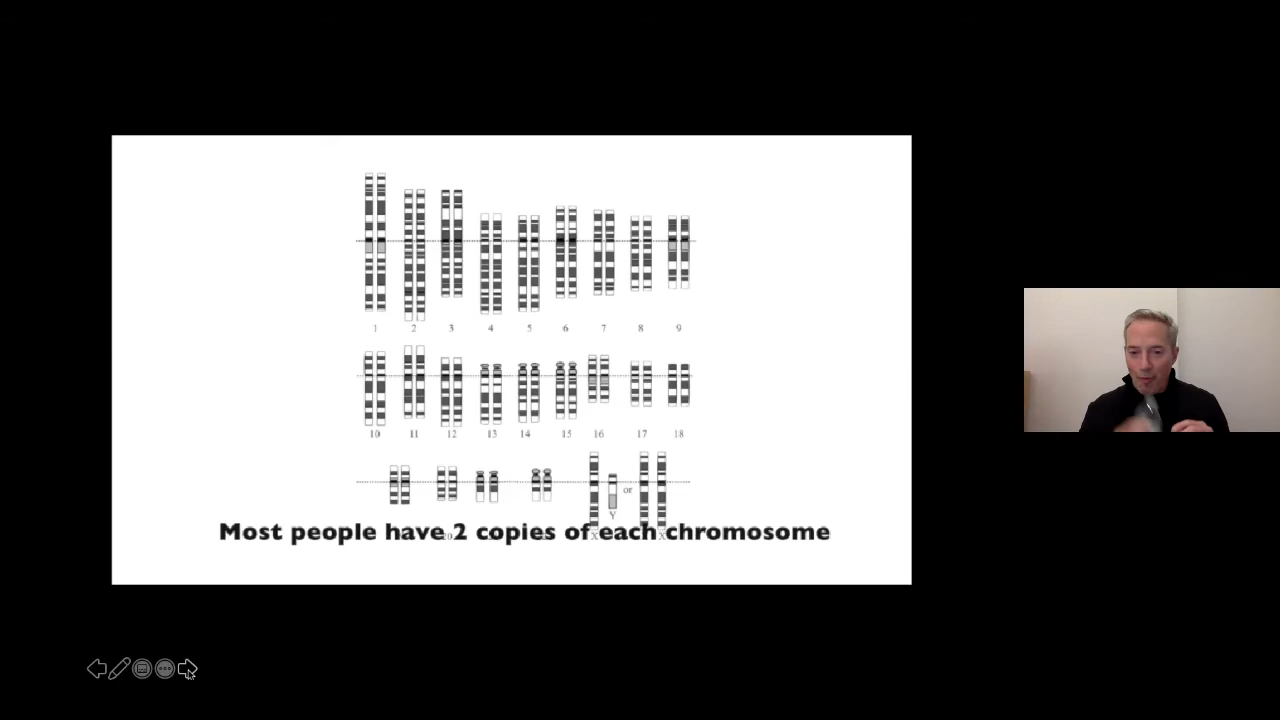 1 2 3 4 5 6 7 8 9
10 11 12 13 14 15 16 17 18
or
Y
Most people have 2 copies of each chromosome
X X